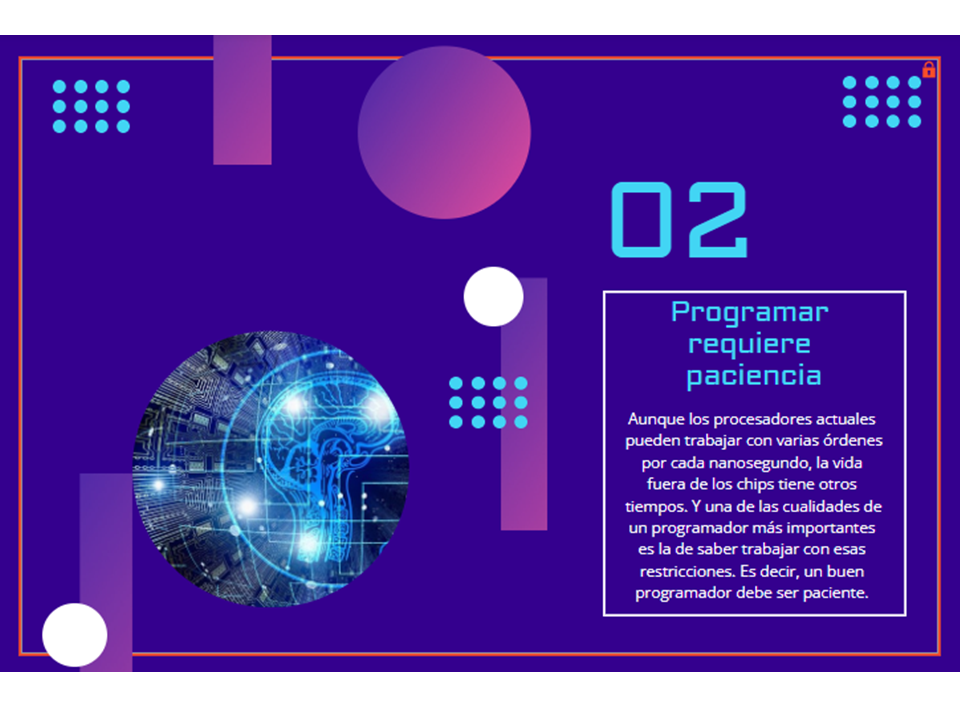 02
Programar
requiere
paciencia
Aunque los procesadores actuales
pueden trabajar con varias órdenes
por cada nanosegundo, la vida
fuera de los chips tiene otros
tiempos. Y una de las cualidades de
un programador más importantes
es la de saber trabajar con esas
restricciones. Es decir, un buen
programador debe ser paciente.